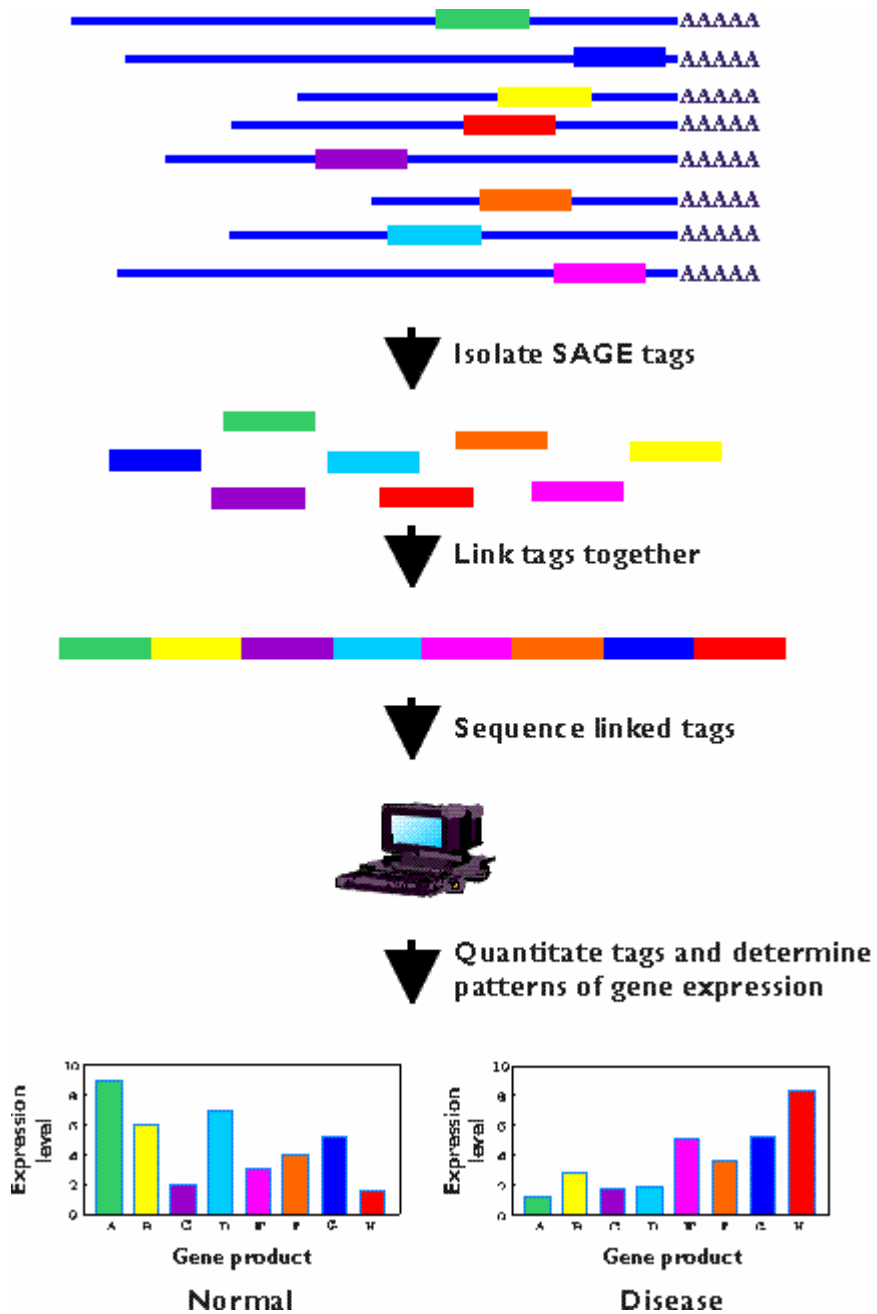 AAAAA
AAAAA
AAAAA
AAAAA
AAAAA
AAAAA
AAAAA
AAAAA
Isolate SAGE tags
Link tags together
Sequence linked tags
Quantitate tags and determine
patterns of gene expression
Expression
level
10
8
6
4
2
0
A B C D E F G H
Gene product
Normal
Expression
level
10
8
6
4
2
0
A B C D E F G H
Gene product
Disease